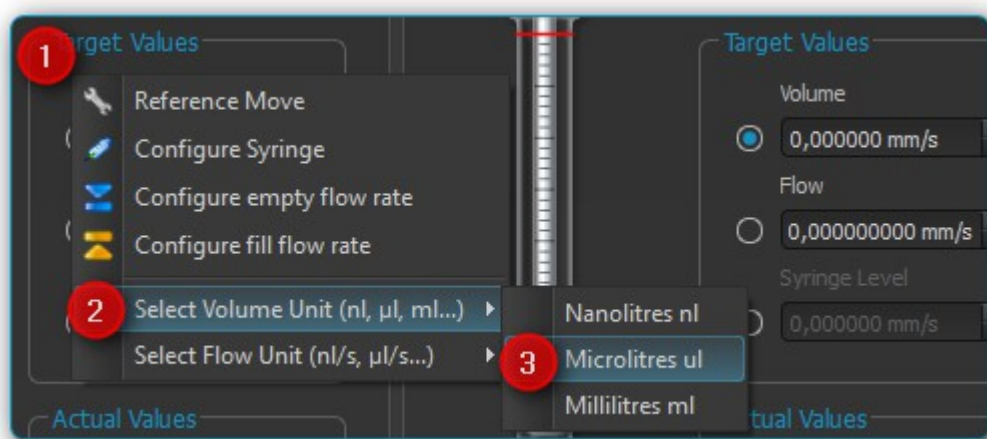 1
Target Values
Reference Move
Configure Syringe
Configure empty flow rate
Configure fill flow rate
2
Select Volume Unit (nl, µl, ml...)
Select Flow Unit (nl/s, µl/s...)
Nanolitres nl
3
Microlitres ul
Millilitres ml
Actual Values
Target Values
Volume
0,000000 mm/s
Flow
0,000000000 mm/s
Syringe Level
0,000000 mm/s
Actual Values